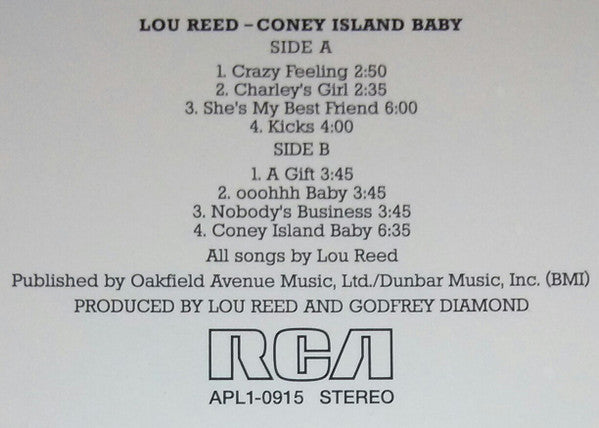 LOU REED – CONEY ISLAND BABY
SIDE A
1. Crazy Feeling 2:50
2. Charley's Girl 2:35
3. She's My Best Friend 6:00
4. Kicks 4:00
SIDE B
1. A Gift 3:45
2. ooohhh Baby 3:45
3. Nobody's Business 3:45
4. Coney Island Baby 6:35
All songs by Lou Reed
Published by Oakfield Avenue Music, Ltd./Dunbar Music, Inc. (BMI)
PRODUCED BY LOU REED AND GODFREY DIAMOND
RCA
APL1-0915 STEREO